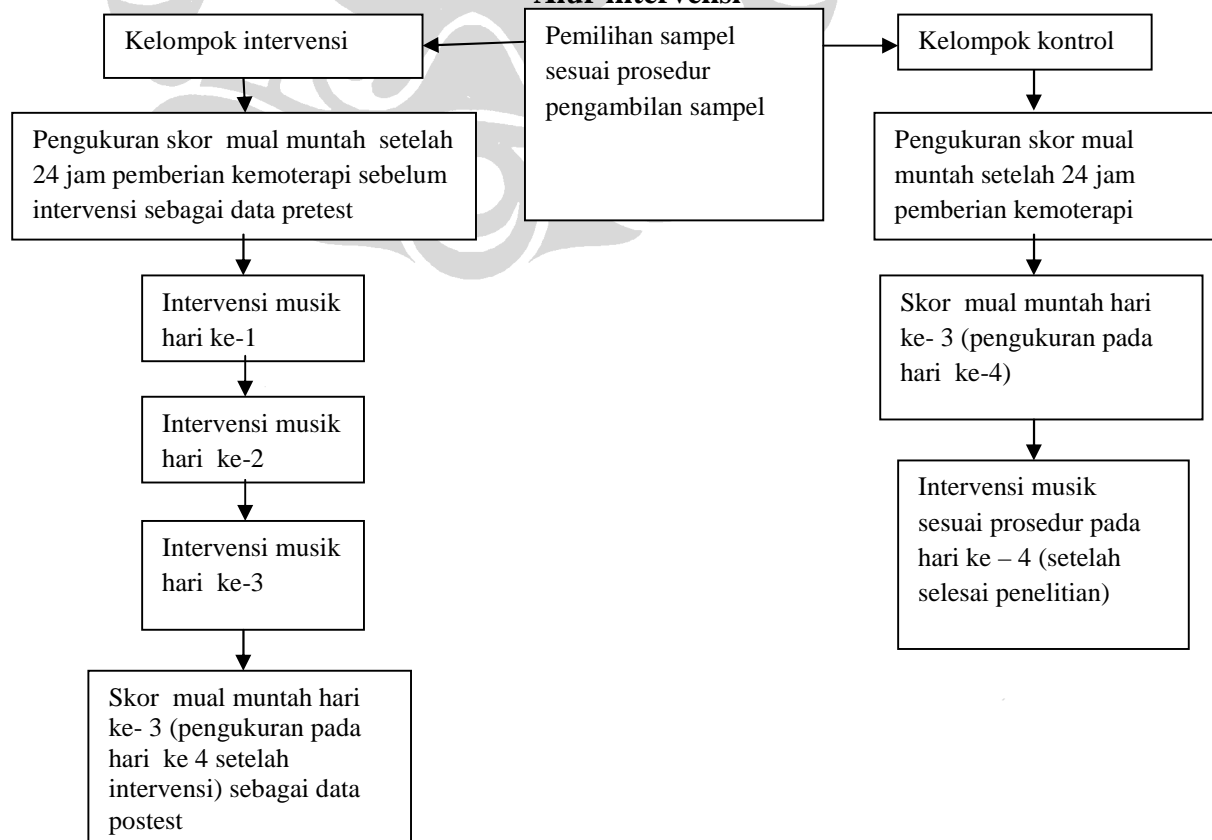 Alur intervensi
Kelompok intervensi
Pemilihan sampel
sesuai prosedur
pengambilan sampel
Kelompok kontrol
Pengukuran skor mual muntah setelah
24 jam pemberian kemoterapi sebelum
intervensi sebagai data pretest
Intervensi musik
hari ke-1
Intervensi musik
hari ke-2
Intervensi musik
hari ke-3
Skor mual muntah hari
ke- 3 (pengukuran pada
hari ke 4 setelah
intervensi) sebagai data
postest
Pengukuran skor mual
muntah setelah 24 jam
pemberian kemoterapi
Skor mual muntah hari
ke- 3 (pengukuran pada
hari ke-4)
Intervensi musik
sesuai prosedur pada
hari ke – 4 (setelah
selesai penelitian)